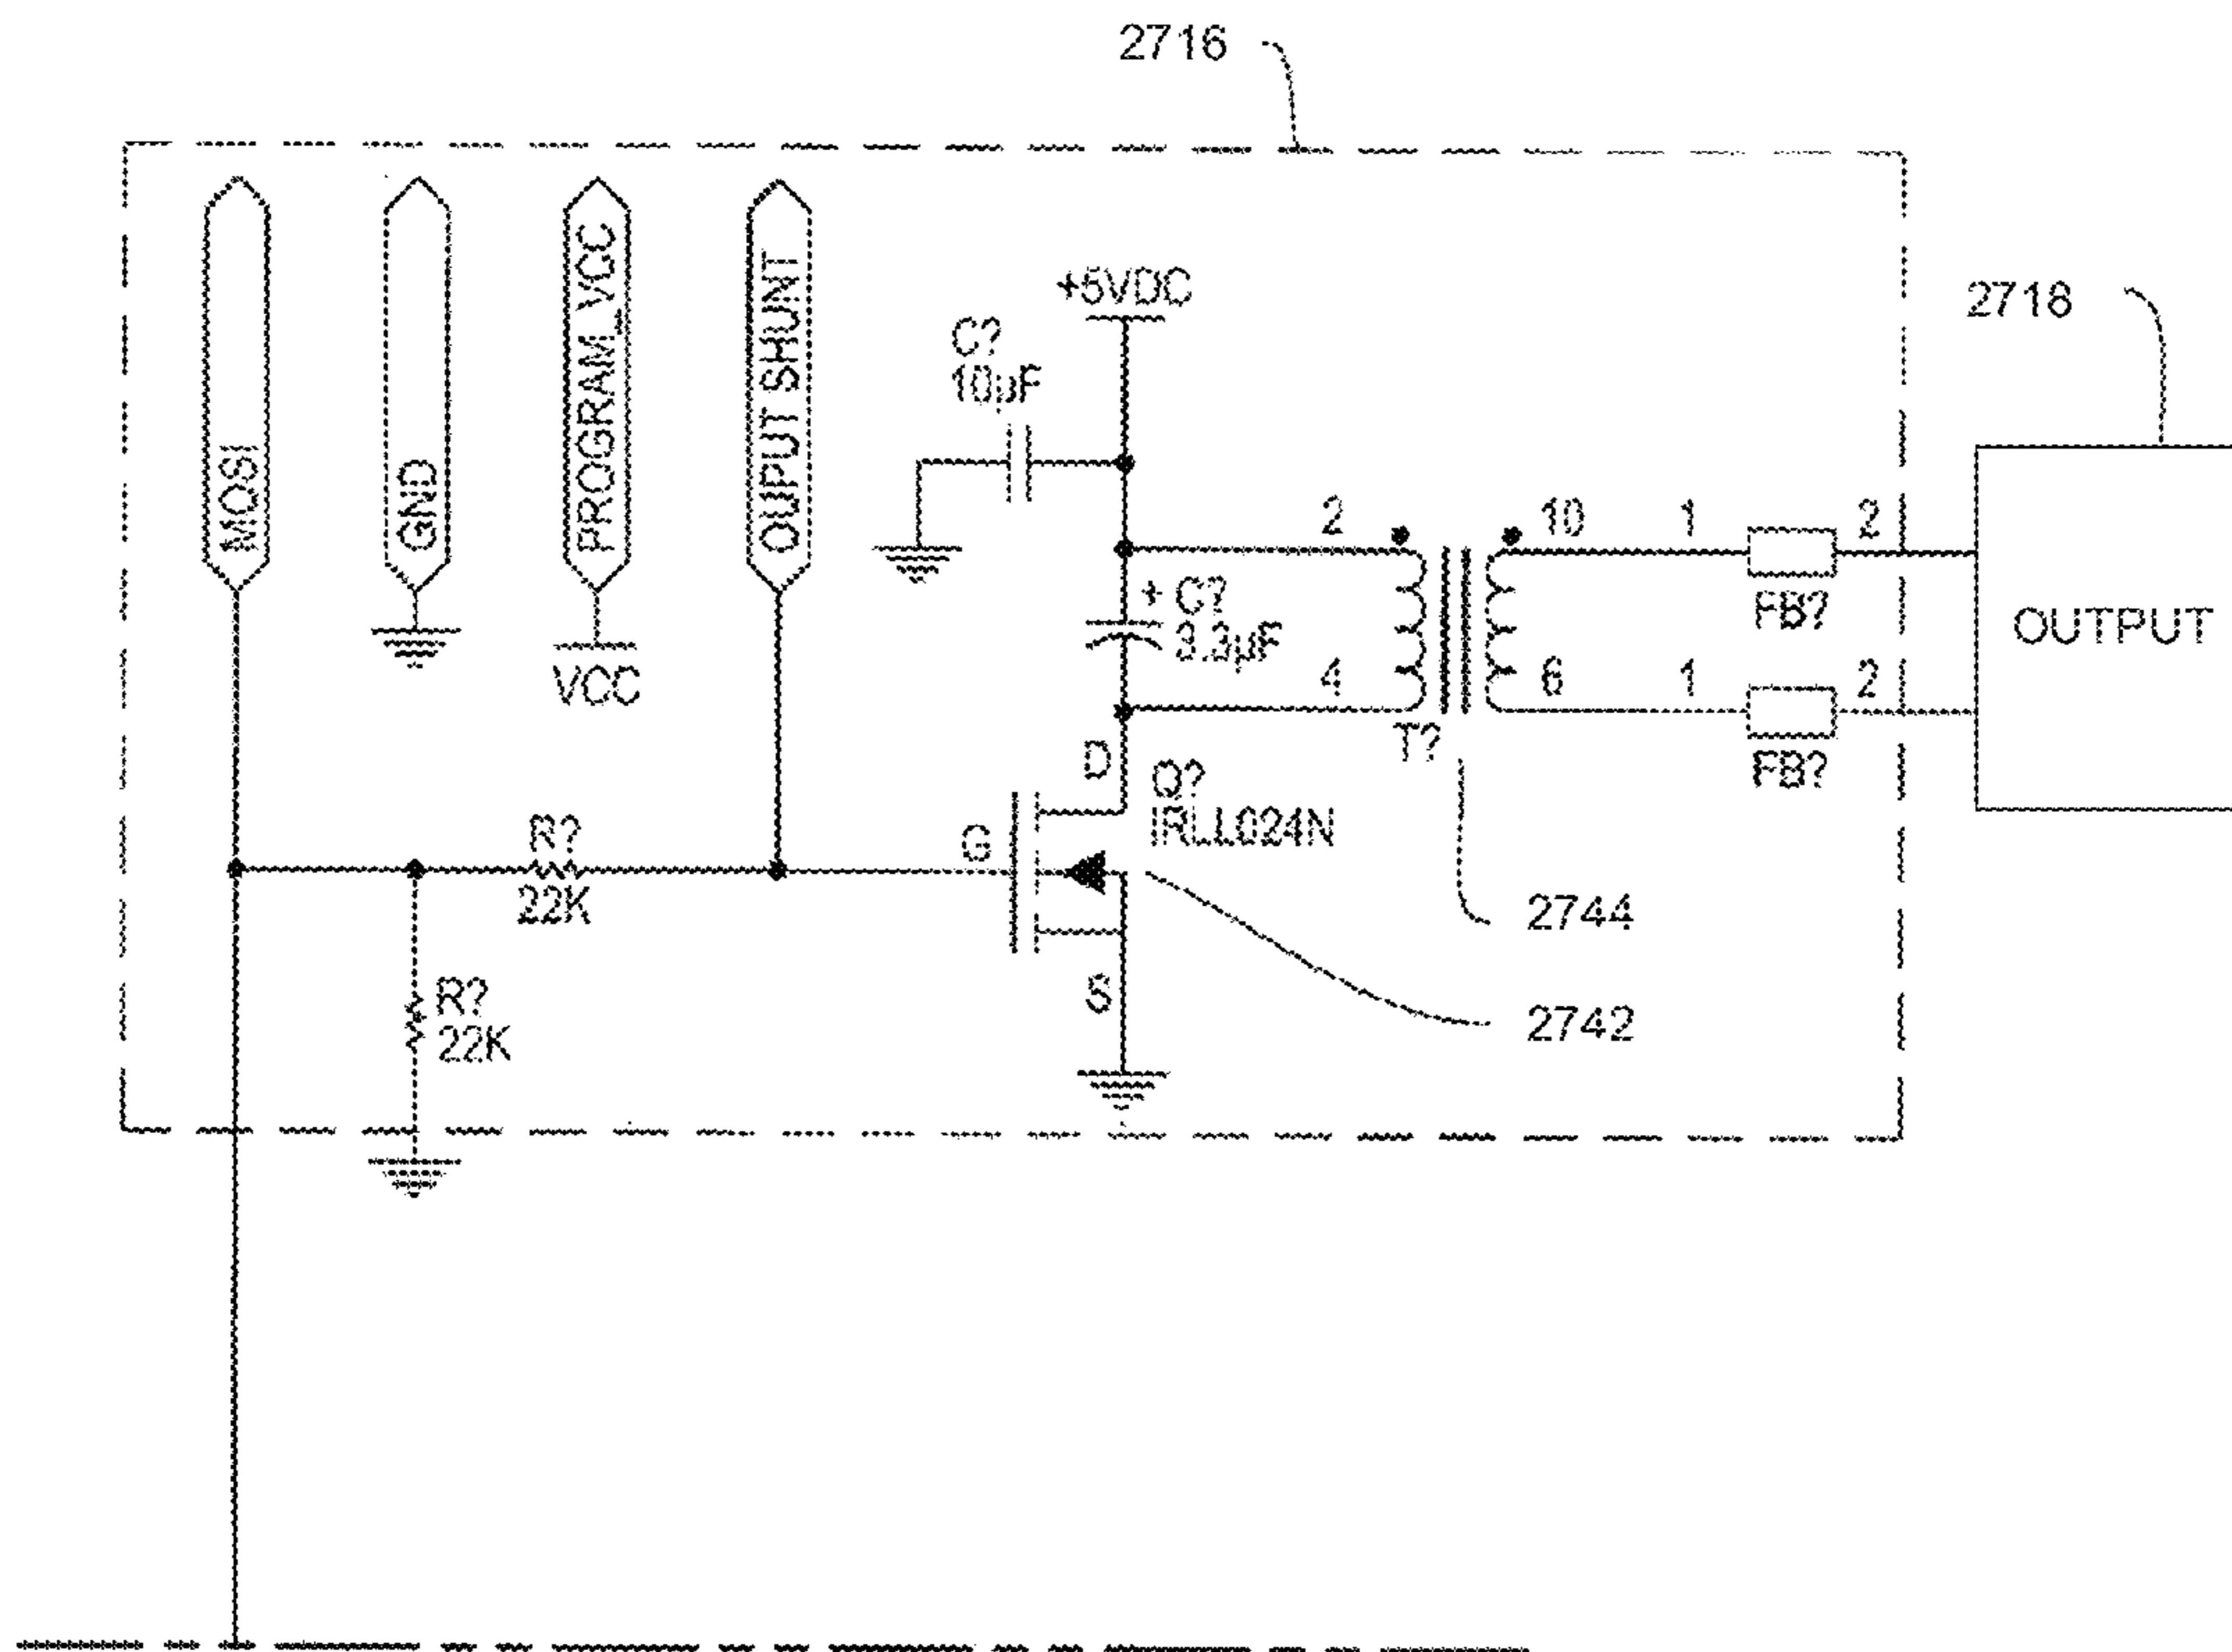 2716
MOSI
GND
PROGRAM_VCC
OUTPUT SHUNT
VCC
+5VDC
C?
10µF
+ C?
3.3µF
2
4
10
6
1
2
1
2
FB?
FB?
T?
2718
OUTPUT
D
G
S
Q?
IRLL024N
R?
22K
R?
22K
2744
2742